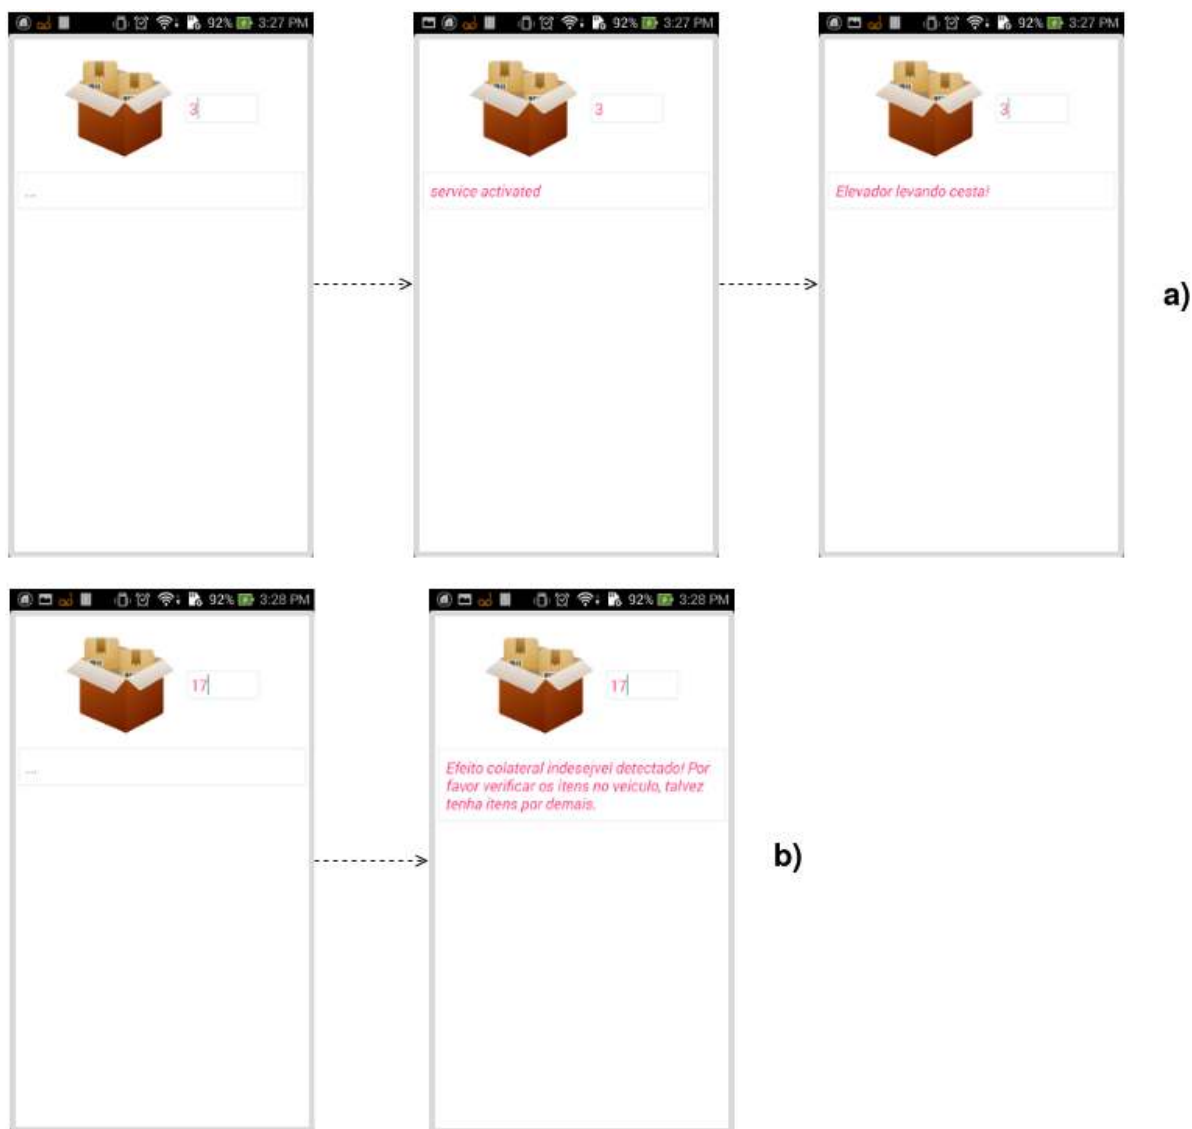 92% 3:27 PM
3
...
92% 3:27 PM
3
service activated
92% 3:27 PM
3
Elevador levando cesta!
a)
92% 3:28 PM
17
...
92% 3:28 PM
17
Efeito colateral indesejvel detectado! Por
favor verificar os itens no veículo, talvez
tenha itens por demais.
b)